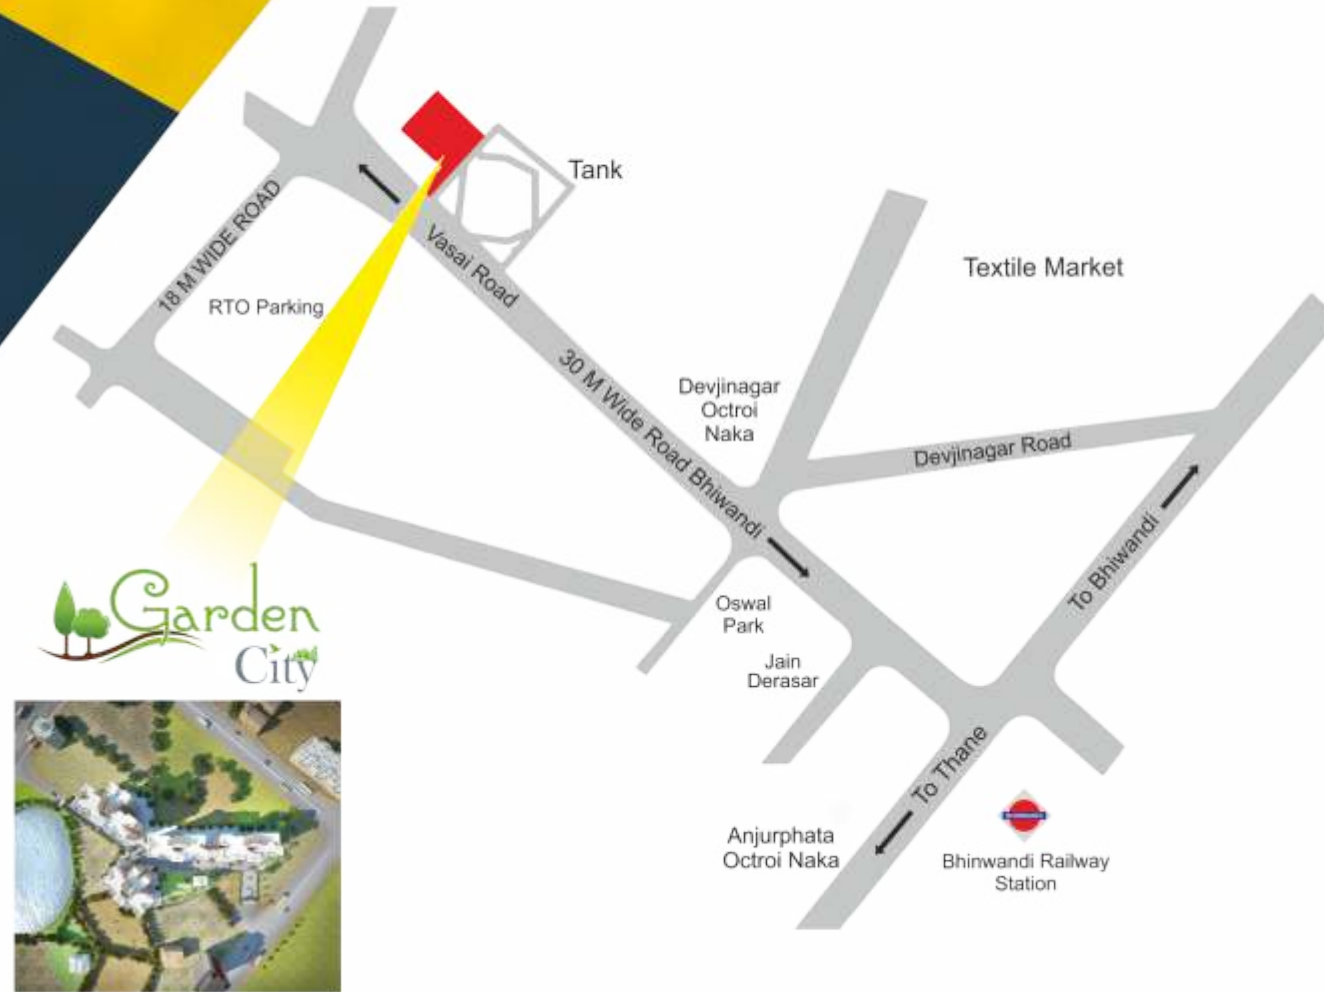 Tank
Textile Market
18 M WIDE ROAD
Vasai Road
RTO Parking
30 M Wide Road Bhiwandi
Devjinagar
Octroi
Naka
Devjinagar Road
To Bhiwandi
Garden
City
Oswal
Park
Jain
Derasar
To Thane
Anjurphata
Octroi Naka
Bhinwandi Railway
Station